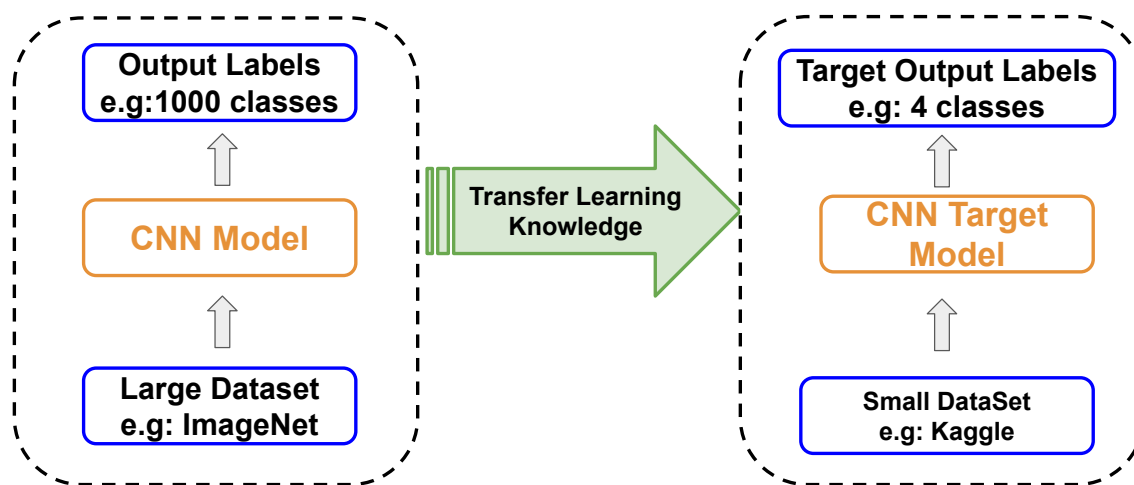 Output Labels
e.g:1000 classes
CNN Model
Large Dataset
e.g: ImageNet
Transfer Learning
Knowledge
Target Output Labels
e.g: 4 classes
CNN Target
Model
Small DataSet
e.g: Kaggle